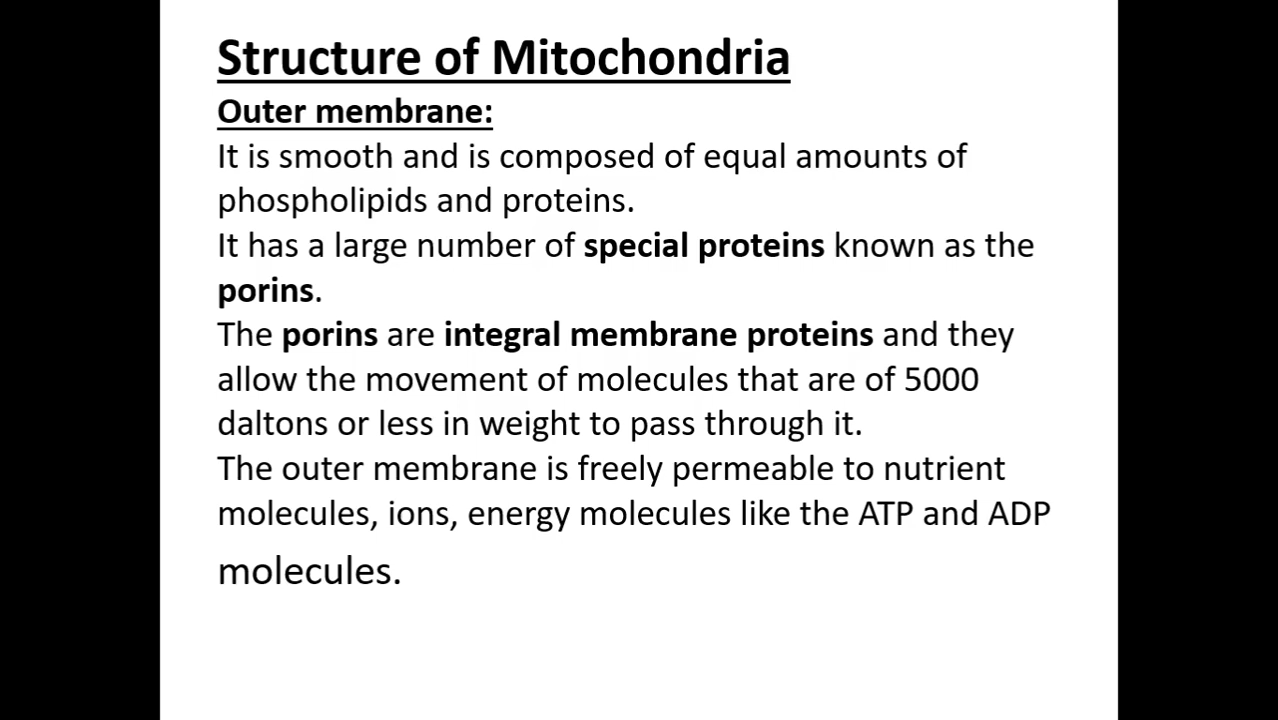 Structure of Mitochondria
Outer membrane:
It is smooth and is composed of equal amounts of
phospholipids and proteins.
It has a large number of special proteins known as the
porins.
The porins are integral membrane proteins and they
allow the movement of molecules that are of 5000
daltons or less in weight to pass through it.
The outer membrane is freely permeable to nutrient
molecules, ions, energy molecules like the ATP and ADP
molecules.